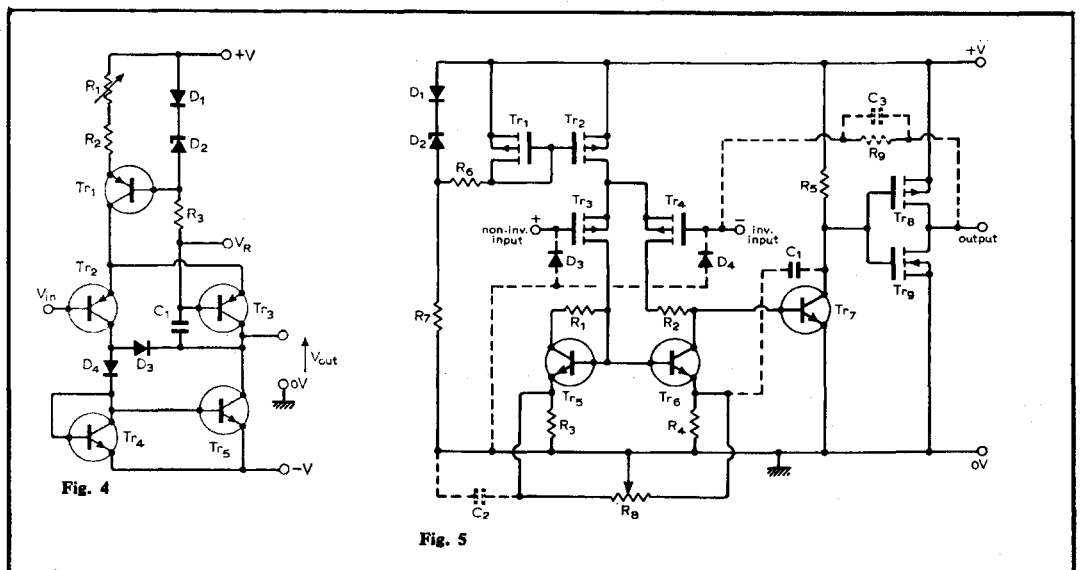 +V
R1
D1
D2
R2
Tr1
R3
VR
Tr2
Vin
C1
Tr3
D3
Vout
D4
0V
Tr4
Tr5
-V
Fig. 4
+V
D1
D2
Tr1
Tr2
C3
R9
R6
R5
Tr3
Tr4
Tr8
+
non-inv.
input
−
inv.
input
output
D3
D4
C1
Tr9
R7
R1
R2
Tr7
Tr5
Tr6
R3
R4
0V
C2
R8
Fig. 5